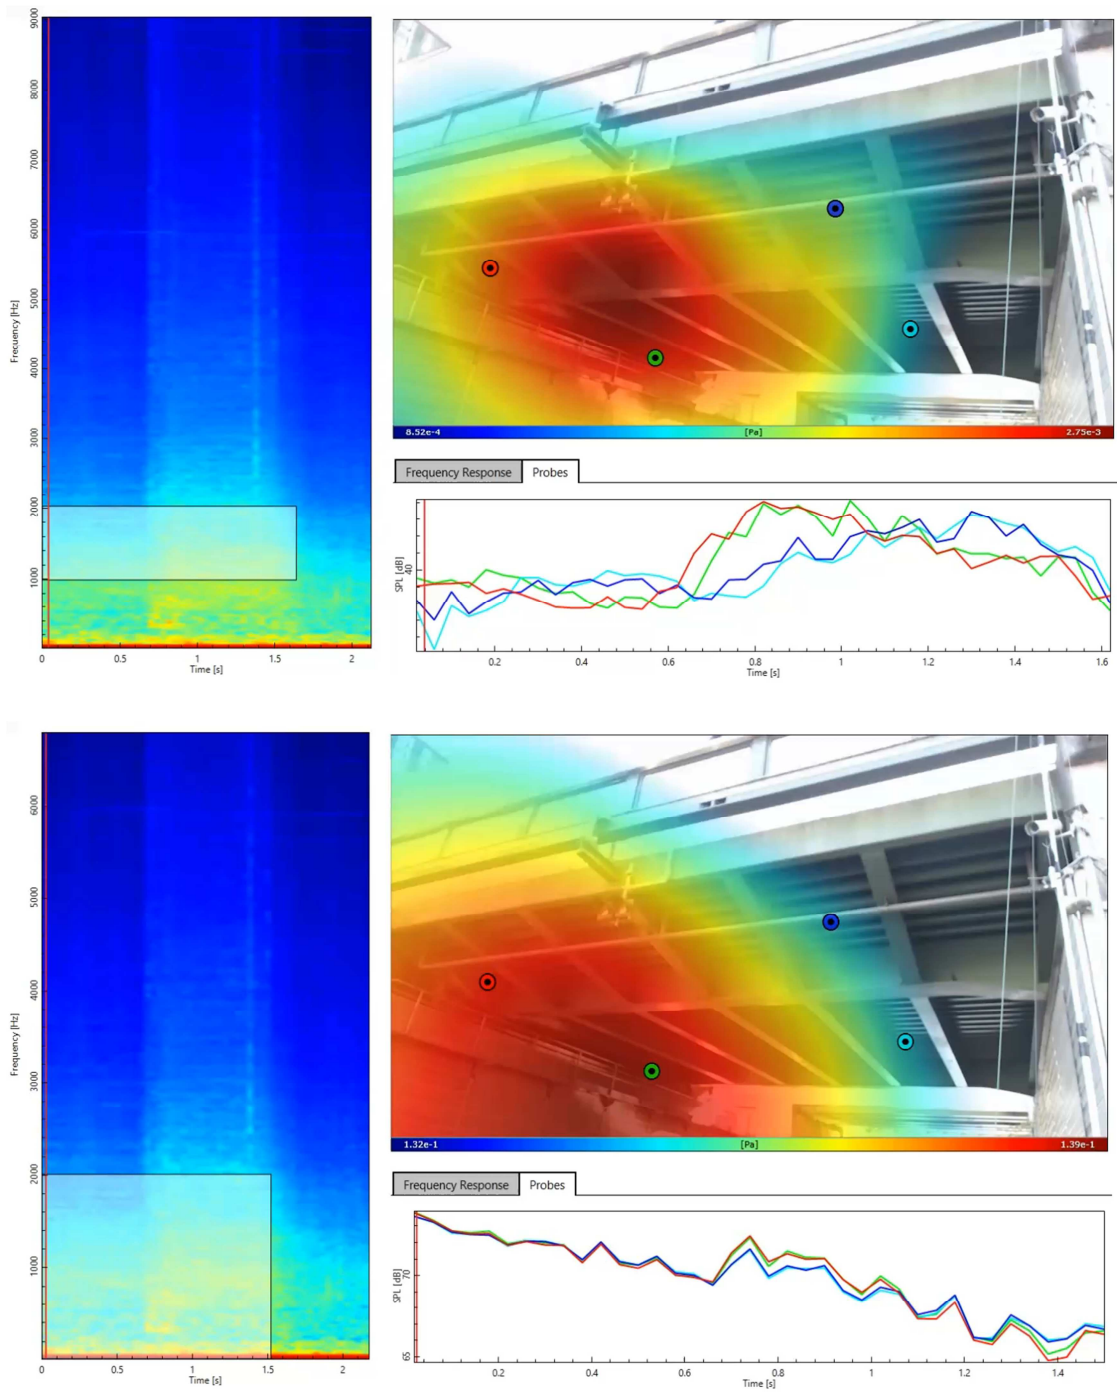 9000
8000
7000
6000
5000
4000
3000
2000
1000
Frecuency [Hz]
0 0.5 1 1.5 2
Time [s]
8.52e-4 [Pa] 2.75e-3
Frequency Response Probes
SPL [dB]
40
0.2 0.4 0.6 0.8 1 1.2 1.4 1.6
Time [s]
6000
5000
4000
3000
2000
1000
Frequency [Hz]
0 0.5 1 1.5 2
Time [s]
1.32e-1 [Pa] 1.39e-1
Frequency Response Probes
SPL [dB]
70
65
0.2 0.4 0.6 0.8 1 1.2 1.4
Time [s]